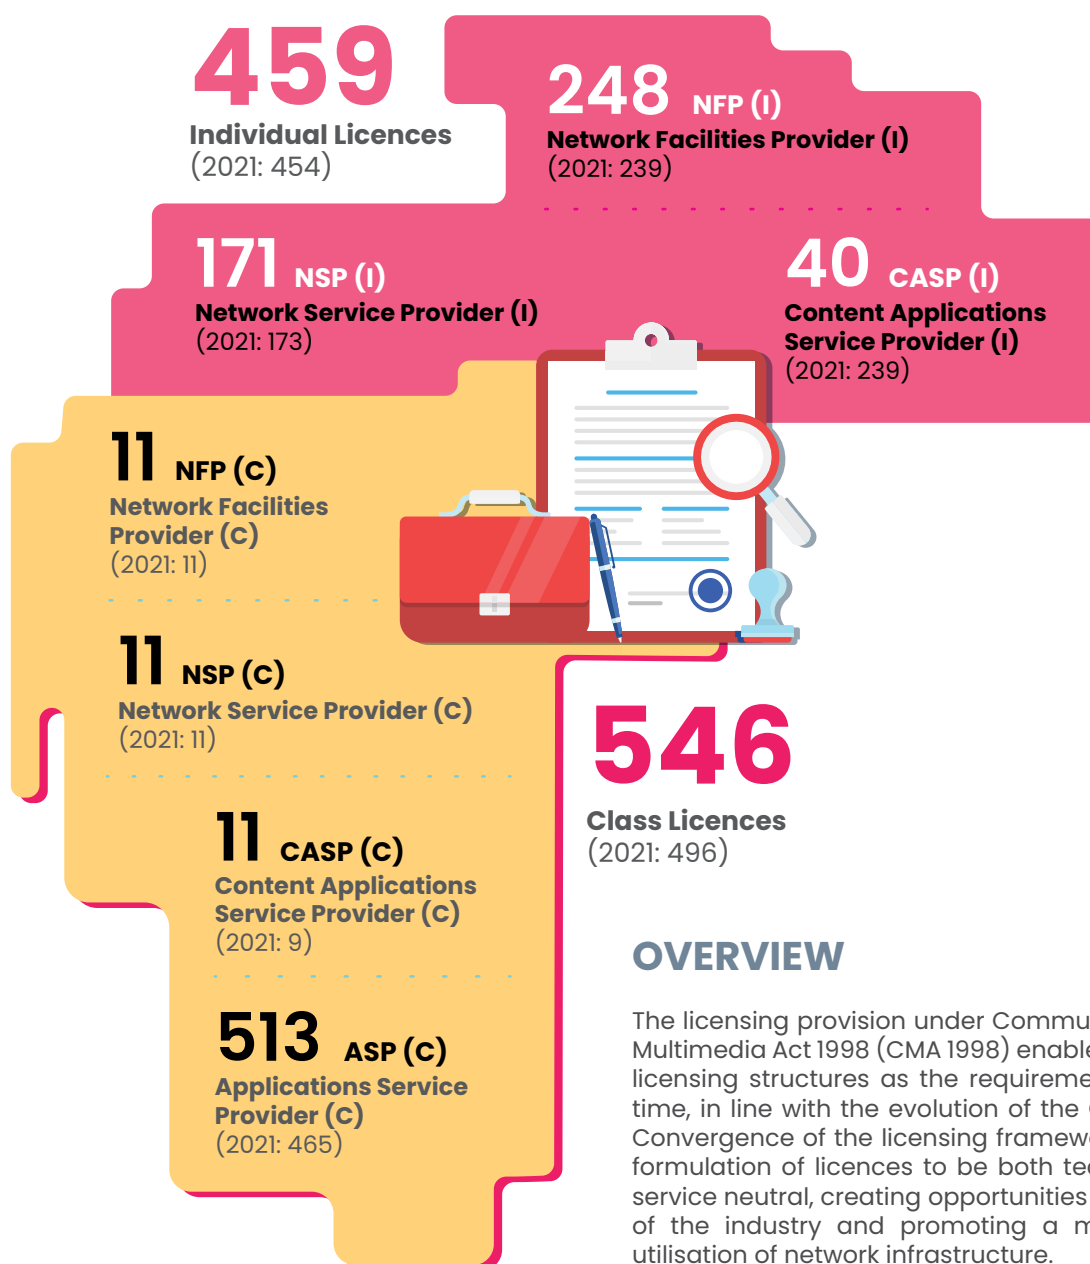 459
Individual Licences
(2021: 454)
248 NFP (I)
Network Facilities Provider (I)
(2021: 239)
171 NSP (I)
Network Service Provider (I)
(2021: 173)
40 CASP (I)
Content Applications
Service Provider (I)
(2021: 239)
11 NFP (C)
Network Facilities
Provider (C)
(2021: 11)
11 NSP (C)
Network Service Provider (C)
(2021: 11)
11 CASP (C)
Content Applications
Service Provider (C)
(2021: 9)
513 ASP (C)
Applications Service
Provider (C)
(2021: 465)
546
Class Licences
(2021: 496)
OVERVIEW
The licensing provision under
Multimedia Act 1998 (CMA 1998)
licensing structures as the
time, in line with the evolution of the
Convergence of the licensing
formulation of licences to be both
service neutral, creating opportunities
of the industry and promoting a
utilisation of network infrastructure.